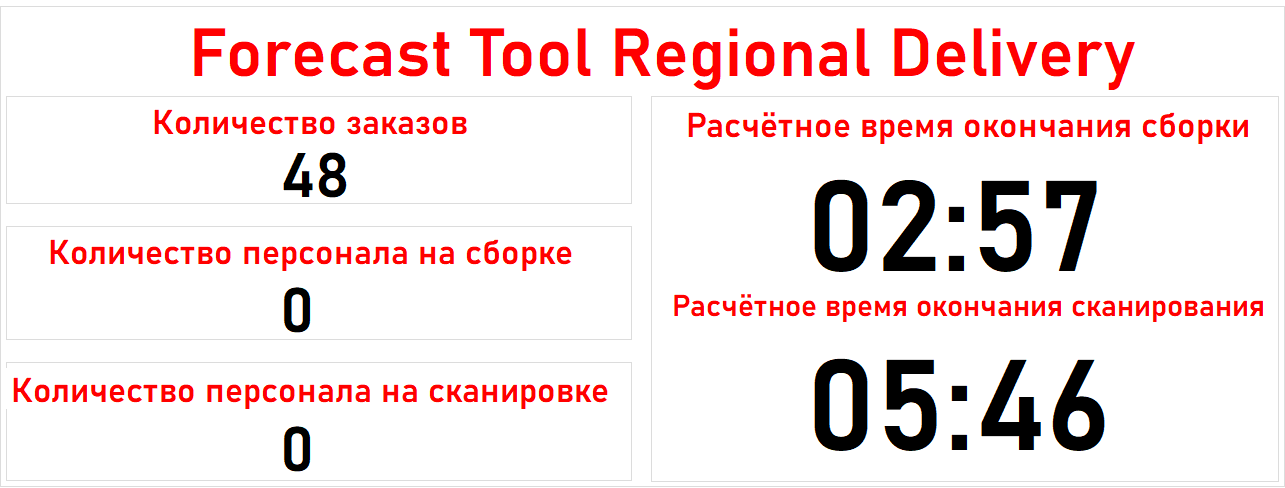 Forecast Tool Regional Delivery
Количество заказов
48
Количество персонала на сборке
0
Количество персонала на сканировке
0
Расчётное время окончания сборки
02:57
Расчётное время окончания сканирования
05:46